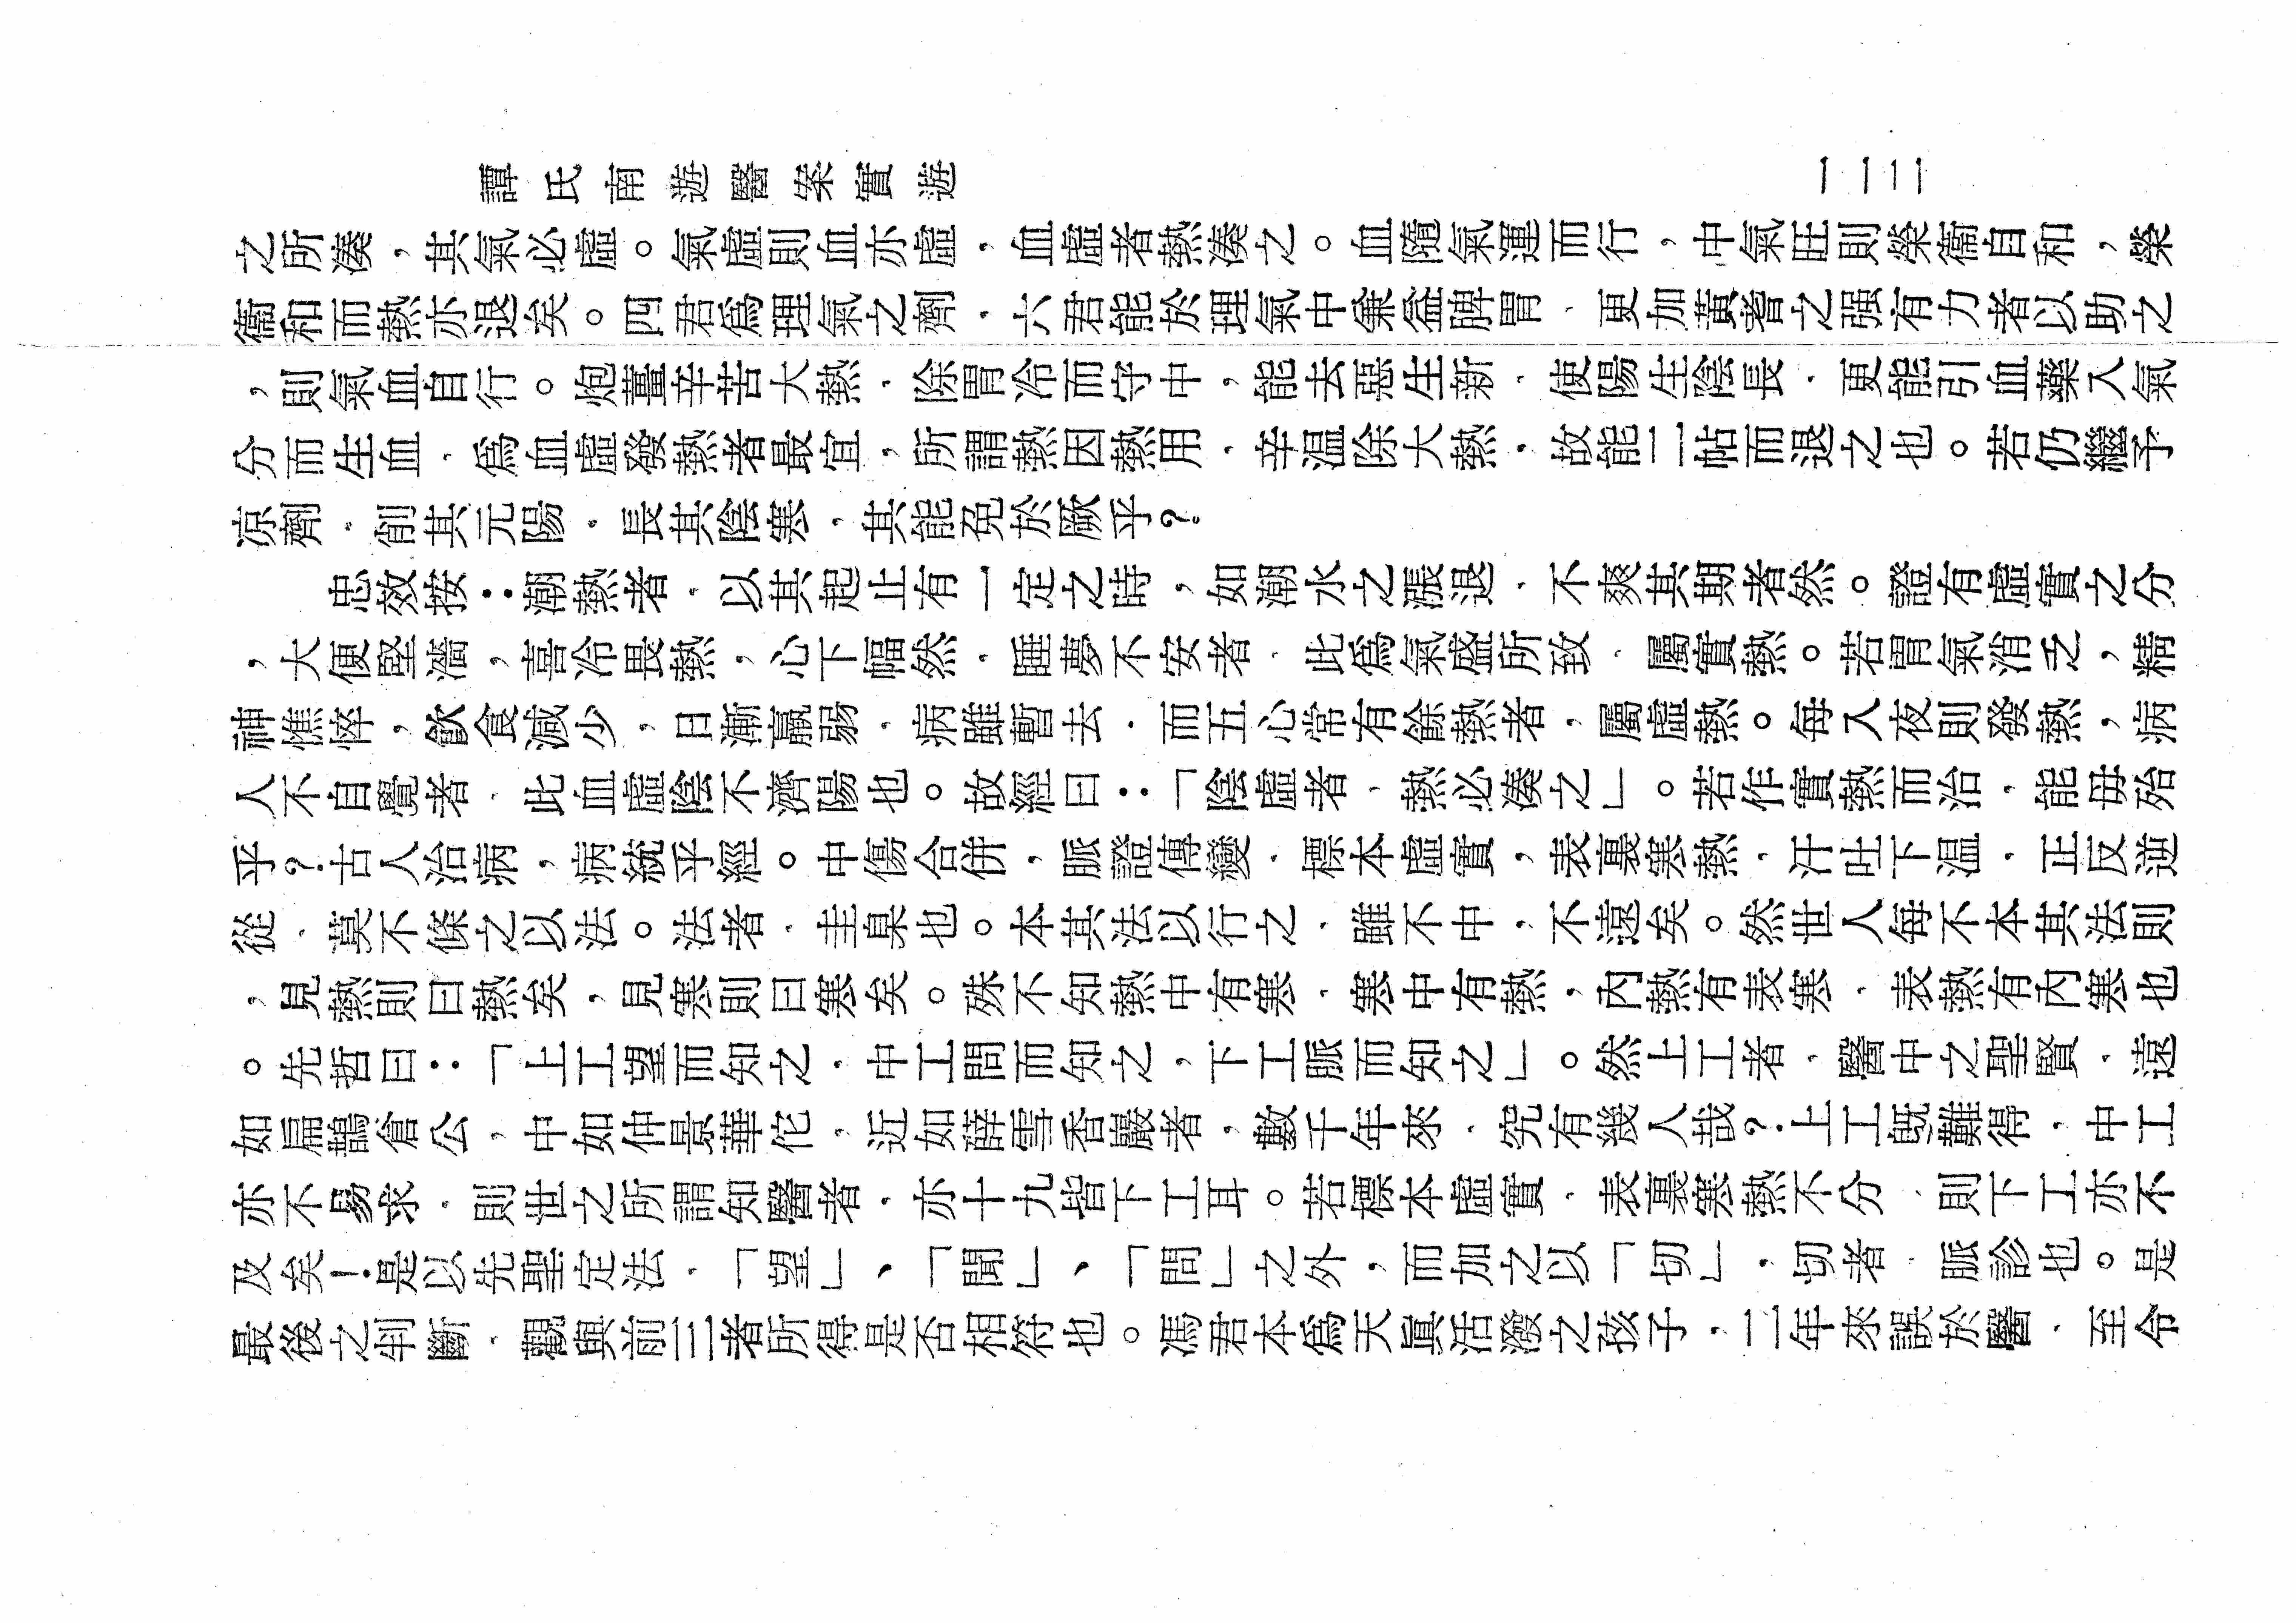 譚氏南遊醫案實遊
一一二
之所湊，其氣必虛。氣虛則血亦虛，血虛者熱湊之。血隨氣運而行，中氣旺則榮衞自和，榮
衞和而熱亦退矣。四君爲理氣之劑，六君能於理氣中兼益脾胃、更加黃耆之强有力者以助之
，則氣血自行。炮薑辛苦大熱，除胃冷而守中，能去惡生新，使陽生陰長，更能引血藥入氣
分而生血，爲血虛發熱者最宜，所謂熱因熱用，辛温除大熱，故能二帖而退之也。若仍繼予
凉劑，削其元陽，長其陰寒，其能免於厥乎？
忠效按：潮熱者，以其起止有一定之時，如潮水之漲退，不爽其期者然。證有虛實之分
，大便堅濇，喜冷畏熱，心下幅然，睡夢不安者，此爲氣盛所致，屬實熱。若胃氣消乏，精
神憔悴，飲食減少，日漸羸弱，病雖暫去，而五心常有餘熱者，屬虛熱。每入夜則發熱，病
人不自覺者，此血虛陰不濟陽也。故經曰：「陰虛者，熱必湊之」。若作實熱而治，能毋殆
乎？古人治病，病統乎經。中傷合併，脈證傳變，標本虛實，表裏寒熱，汗吐下温，正反逆
從，莫不條之以法。法者，圭臬也。本其法以行之，雖不中，不遠矣。然世人每不本其法則
，見熱則曰熱矣，見寒則曰寒矣。殊不知熱中有寒，寒中有熱，內熱有表寒，表熱有內寒也
。先哲曰：「上工望而知之，中工問而知之，下工脈而知之」。然上工者，醫中之聖賢，遠
如扁鵲倉公，中如仲景華佗，近如薛雪香巖者，數千年來，究有幾人哉？上工旣難得，中工
亦不易求，則世之所謂知醫者，亦十九皆下工耳。若標本虛實，表裏寒熱不分，則下工亦不
及矣！是以先聖定法，「望」、「聞」、「問」之外，而加之以「切」，切者，脈診也。是
最後之判斷，觀與前三者所得是否相符也。馮君本爲天眞活潑之孩子，二年來誤於醫，至令